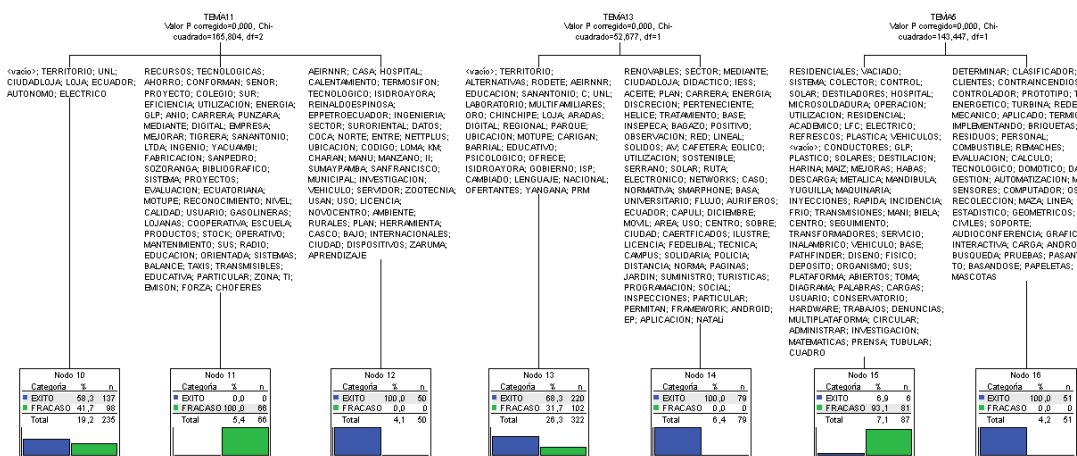 TEMA11
Valor P corregido=0,000, Chi-
cuadrado=165,804, df=2
<vacio>; TERRITORIO; UNL;
CIUDADLOJA; LOJA; ECUADOR;
AUTONOMO; ELECTRICO
RECURSOS; TECNOLOGICAS;
AHORRO; CONFORMAN; SENOR;
PROYECTO; COLEGIO; SUR;
EFICIENCIA; UTILIZACION; ENERGIA;
GLP; ANIO; CARRERA; PUNZARA;
MEDIANTE; DIGITAL; EMPRESA;
MEJORAR; TIGRERA; SANANTONIO;
LTDA; INGENIO; YACUAMBI;
FABRICACION; SANPEDRO;
SOZORANGA; BIBLIOGRAFICO;
SISTEMA; PROYECTOS;
EVALUACION; ECUATORIANA;
MOTUPE; RECONOCIMIENTO; NIVEL;
CALIDAD; USUARIO; GASOLINERAS;
LOJANAS; COOPERATIVA; ESCUELA;
PRODUCTOS; STOCK; OPERATIVO;
MANTENIMIENTO; SUS; RADIO;
EDUCACION; ORIENTADA; SISTEMAS;
BALANCE; TAXIS; TRANSMISIBLES;
EDUCATIVA; PARTICULAR; ZONA; TI;
EMISON; FORZA; CHOFERES
AEIRNNR; CASA; HOSPITAL;
CALENTAMIENTO; TERMOSIFON;
TECNOLOGICO; ISIDROAYORA;
REINALDOESPINOSA;
EPPETROECUADOR; INGENIERIA;
SECTOR; SURORIENTAL; DATOS;
COCA; NORTE; ENTRE; NETTPLUS;
UBICACION; CODIGO; LOMA; KM;
CHARAN; MANU; MANZANO; II;
SUMAYPAMBA; SANFRANCISCO;
MUNICIPAL; INVESTIGACION;
VEHICULO; SERVIDOR; ZOOTECNIA;
USAN; USO; LICENCIA;
NOVOCENTRO; AMBIENTE;
RURALES; PLAN; HERRAMIENTA;
CASCO; BAJO; INTERNACIONALES;
CIUDAD; DISPOSITIVOS; ZARUMA;
APRENDIZAJE
TEMA13
Valor P corregido=0,000, Chi-
cuadrado=52,677, df=1
<vacio>; TERRITORIO;
ALTERNATIVAS; RODETE; AEIRNNR;
EDUCACION; SANANTONIO; C; UNL;
LABORATORIO; MULTIFAMILIARES;
ORO; CHINCHIPE; LOJA; ARADAS;
DIGITAL; REGIONAL; PARQUE;
UBICACION; MOTUPE; CARIGAN;
BARRIAL; EDUCATIVO;
PSICOLOGICO; OFRECE;
ISIDROAYORA; GOBIERNO; ISP;
CAMBIADO; LENGUAJE; NACIONAL;
OFERTANTES; YANGANA; PRM
RENOVABLES; SECTOR; MEDIANTE;
CIUDADLOJA; DIDACTICO; IESS;
ACEITE; PLAN; CARRERA; ENERGIA;
DISCRECION; PERTENECIENTE;
HELICE; TRATAMIENTO; BASE;
INSEPECA; BAGAZO; POSITIVO;
OBSERVACION; RED; LINEAL;
SOLIDOS; AV; CAFETERA; EOLICO;
UTILIZACION; SOSTENIBLE;
SERRANO; SOLAR; RUTA;
ELECTRONICO; NETWORKS; CASO;
NORMATIVA; SMARPHONE; BASA;
UNIVERSITARIO; FLUJO; AURIFEROS;
ECUADOR; CAPULI; DICIEMBRE;
MOVIL; AREA; USO; CENTRO; SOBRE;
CIUDAD; CAERTFICADOS; ILUSTRE;
LICENCIA; FEDELIBAL; TECNICA;
CAMPUS; SOLIDARIA; POLICIA;
DISTANCIA; NORMA; PAGINAS;
JARDIN; SUMINISTRO; TURISTICAS;
PROGRAMACION; SOCIAL;
INSPECCIONES; PARTICULAR;
PERMITAN; FRAMEWORK; ANDROID;
EP; APLICACION; NATALI
TEMA5
Valor P corregido=0,000, Chi-
cuadrado=143,447, df=1
RESIDENCIALES; VACIADO;
SISTEMA; COLECTOR; CONTROL;
SOLAR; DESTILADORES; HOSPITAL;
MICROSOLDADURA; OPERACION;
UTILIZACION; RESIDENCIAL;
ACADEMICO; LFC; ELECTRICO;
REFRESCOS; PLASTICA; VEHICULOS;
<vacio>; CONDUCTORES; GLP;
PLASTICO; SOLARES; DESTILACION;
HARINA; MAIZ; MEJORAS; HABAS;
DESCARGA; METALICA; MANDIBULA;
YUGUILLA; MAQUINARIA;
INYECCIONES; RAPIDA; INCIDENCIA;
FRIO; TRANSMISIONES; MANI; BIELA;
CENTRO; SEGUIMIENTO;
TRANSFORMADORES; SERVICIO;
INALAMBRICO; VEHICULO; BASE;
PATHFINDER; DISENO; FISICO;
DEPOSITO; ORGANISMO; SUS;
PLATAFORMA; ABIERTOS; TOMA;
DIAGRAMA; PALABRAS; CARGAS;
USUARIO; CONSERVATORIO;
HARDWARE; TRABAJOS; DENUNCIAS;
MULTIPLATAFORMA; CIRCULAR;
ADMINISTRAR; INVESTIGACION;
MATEMATICAS; PRENSA; TUBULAR;
CUADRO
DETERMINAR; CLASIFICADOR;
CLIENTES; CONTRAINCENDIOS
CONTROLADOR; PROTOTIPO; T
ENERGETICO; TURBINA; REDE
MECANICO; APLICADO; TERMIC
IMPLEMENTANDO; BRIQUETAS;
RESIDUOS; PERSONAL;
COMBUSTIBLE; REMACHES;
EVALUACION; CALCULO;
TECNOLOGICO; DOMOTICO; DA
GESTION; AUTOMATIZACION; M
SENSORES; COMPUTADOR; OS
RECOLECCION; MAZA; LINEA;
ESTADISTICO; GEOMETRICOS;
CIVILES; SOPORTE;
AUDIOCONFERENCIA; GRAFIC
INTERACTIVA; CARGA; ANDRO
BUSQUEDA; PRUEBAS; PASAN
TO; BASANDOSE; PAPELETAS;
MASCOTAS
Nodo 10
Categoría % n
EXITO 58,3 137
FRACASO 41,7 98
Total 19,2 235
Nodo 11
Categoría % n
EXITO 0,0 0
FRACASO 100,0 66
Total 5,4 66
Nodo 12
Categoría % n
EXITO 100,0 50
FRACASO 0,0 0
Total 4,1 50
Nodo 13
Categoría % n
EXITO 68,3 220
FRACASO 31,7 102
Total 26,3 322
Nodo 14
Categoría % n
EXITO 100,0 79
FRACASO 0,0 0
Total 6,4 79
Nodo 15
Categoría % n
EXITO 6,9 6
FRACASO 93,1 81
Total 7,1 87
Nodo 16
Categoría % n
EXITO 100,0 51
FRACASO 0,0 0
Total 4,2 51